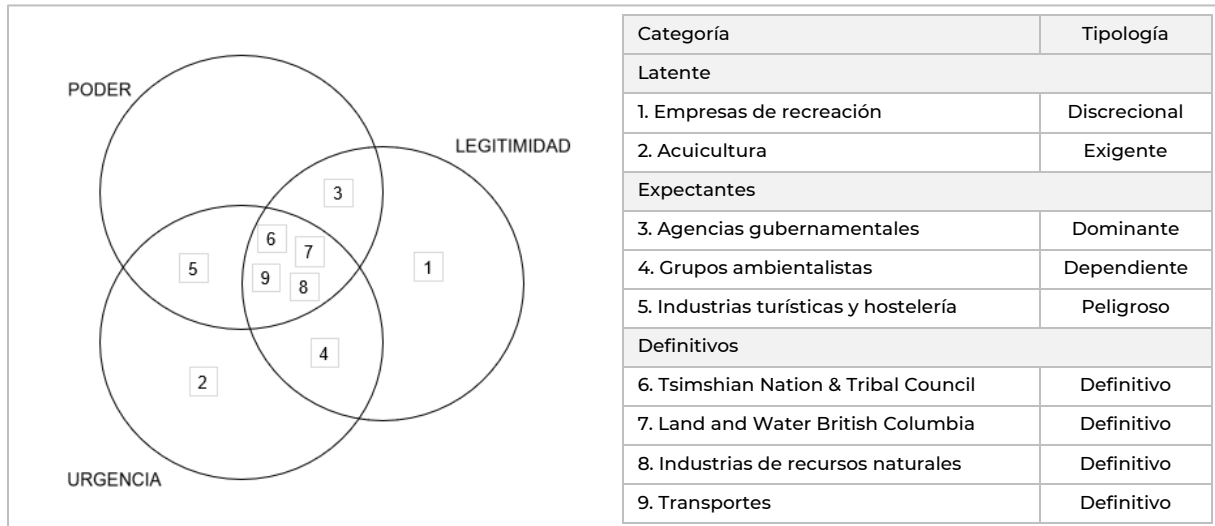 PODER
LEGITIMIDAD
3
6
7
5
9
8
1
4
2
URGENCIA
Categoría Tipología
Latente
1. Empresas de recreación Discrecional
2. Acuicultura Exigente
Expectantes
3. Agencias gubernamentales Dominante
4. Grupos ambientalistas Dependiente
5. Industrias turísticas y hostelería Peligroso
Definitivos
6. Tsimshian Nation & Tribal Council Definitivo
7. Land and Water British Columbia Definitivo
8. Industrias de recursos naturales Definitivo
9. Transportes Definitivo